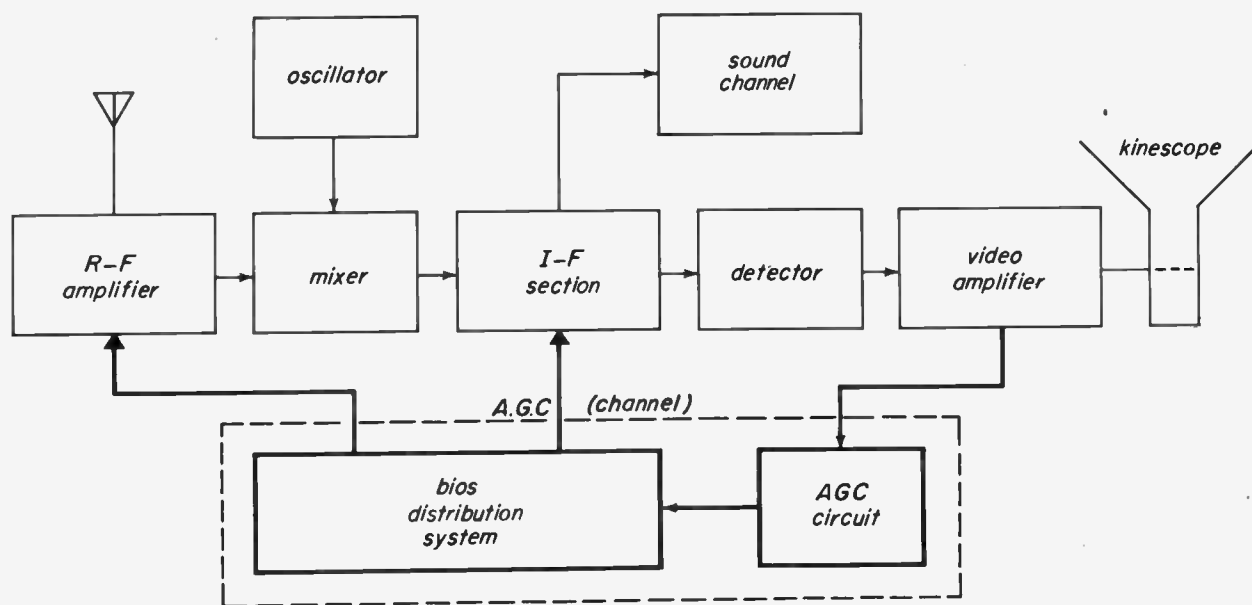 oscillator
sound
channel
kinescope
R-F
amplifier
mixer
I-F
section
detector
video
amplifier
A.G.C (channel)
bios
distribution
system
AGC
circuit